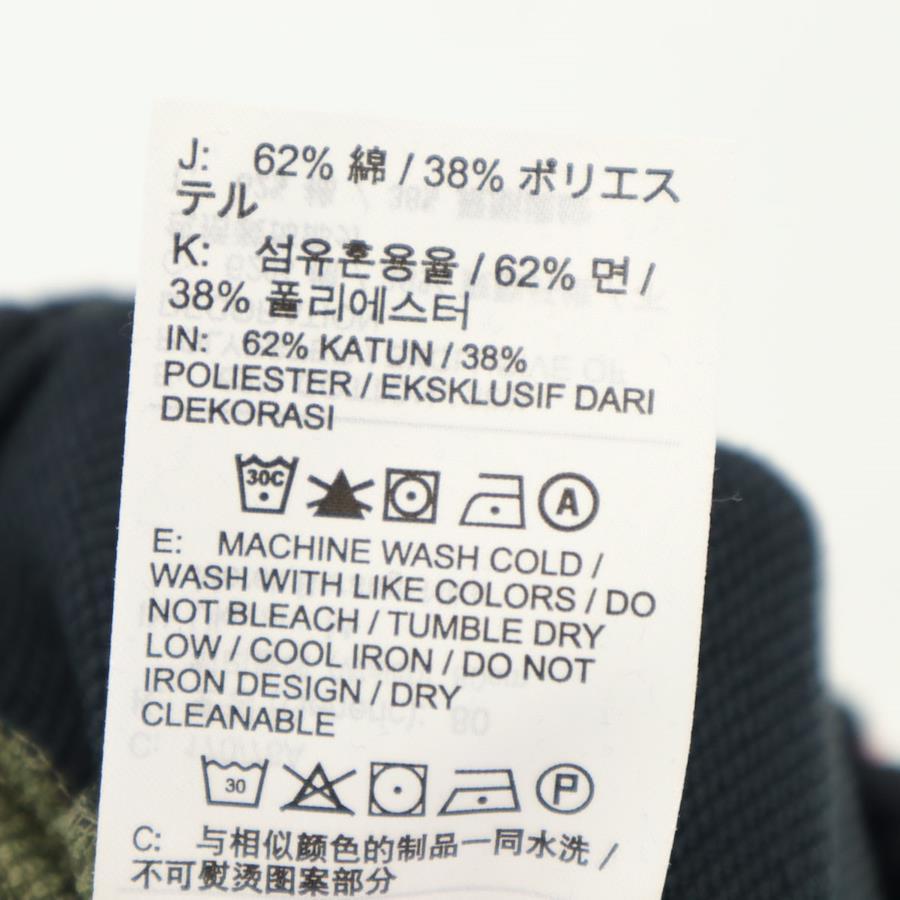 J: 62% 綿 / 38% ポリエス
テル
K: 섬유혼용율 / 62% 면 /
38% 폴리에스터
IN: 62% KATUN / 38%
POLIESTER / EKSKLUSIF DARI
DEKORASI
30C A
E: MACHINE WASH COLD /
WASH WITH LIKE COLORS / DO
NOT BLEACH / TUMBLE DRY
LOW / COOL IRON / DO NOT
IRON DESIGN / DRY
CLEANABLE
30 P
C: 与相似颜色的制品一同水洗 /
不可熨烫图案部分